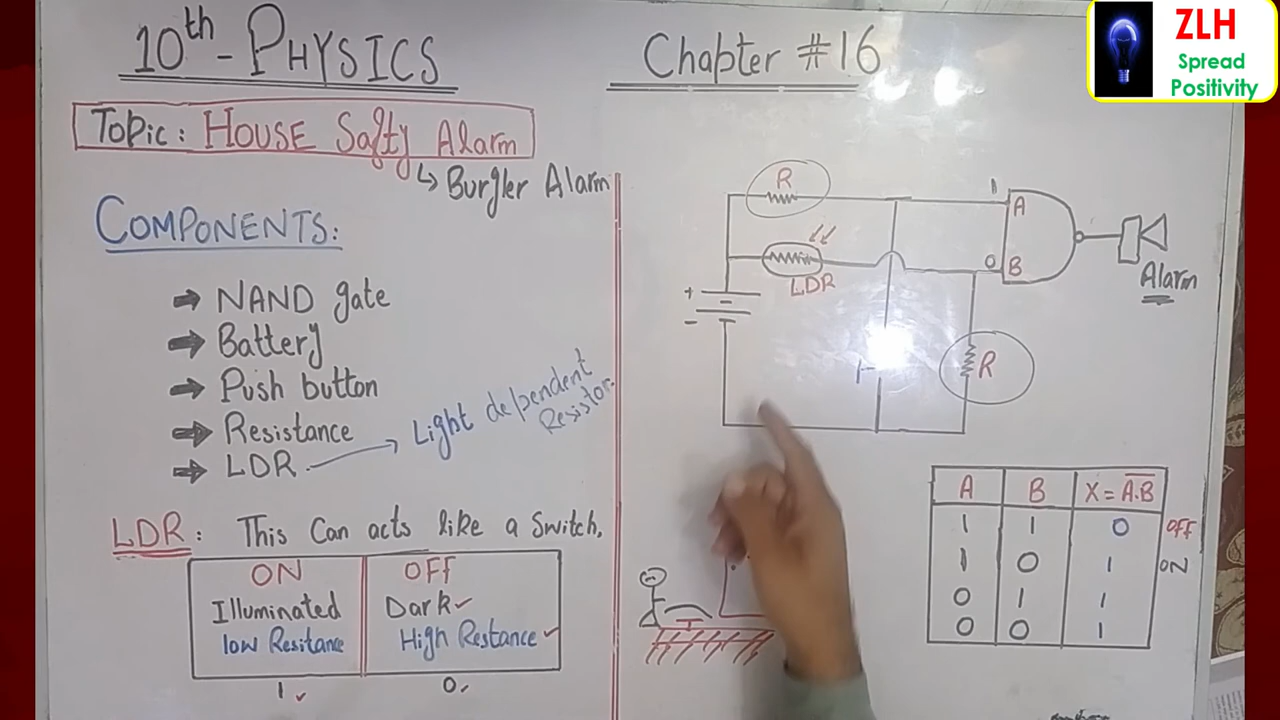 10th - PHYSICS
Chapter #16
ZLH
Spread
Positivity
Topic: HOUSE Safty Alarm
↳ Burgler Alarm
COMPONENTS:
➡ NAND gate
➡ Battery
➡ Push button
➡ Resistance
➡ LDR → Light dependent
Resistor.
LDR: This Can acts like a Switch.
ON OFF
Illuminated Dark ✓
low Resitance High Restance ✓
1 ✓ 0 ✓
R
1
A
LDR
0
B
Alarm
+
-
R
A B X = \overline{A.B}
1 1 0 OFF
1 0 1 ON
0 1 1
0 0 1